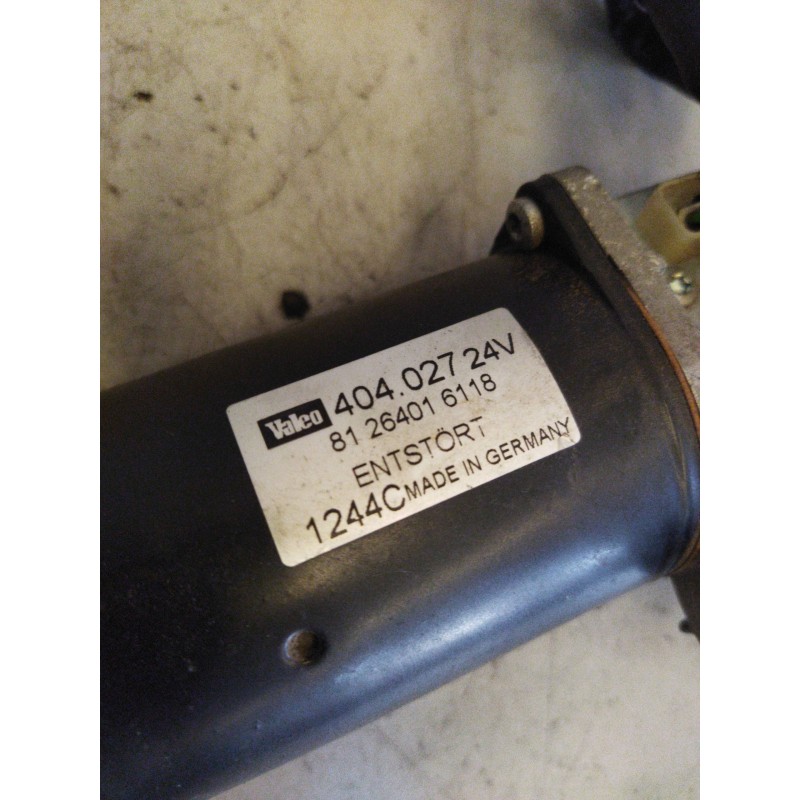 Valeo 404.027 24V
81 26401 6118
ENTSTÖRT
1244C MADE IN GERMANY